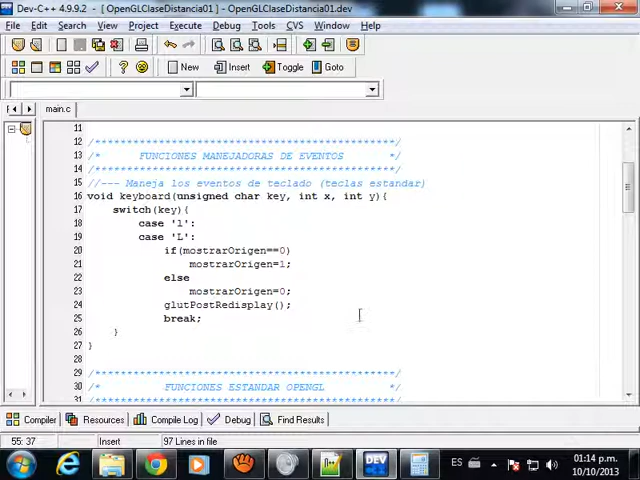 Dev-C++ 4.9.9.2 - [ OpenGLClaseDistancia01 ] - OpenGLClaseDistancia01.dev
File Edit Search View Project Execute Debug Tools CVS Window Help
New Insert Toggle Goto
main.c
11
12 /***********************************************/
13 /* FUNCIONES MANEJADORAS DE EVENTOS */
14 /***********************************************/
15 //--- Maneja los eventos de teclado (teclas estandar)
16 void keyboard(unsigned char key, int x, int y){
17 switch(key){
18 case 'l':
19 case 'L':
20 if(mostrarOrigen==0)
21 mostrarOrigen=1;
22 else
23 mostrarOrigen=0;
24 glutPostRedisplay();
25 break;
26 }
27 }
28
29 /***********************************************/
30 /* FUNCIONES ESTANDAR OPENGL */
31 /***********************************************/
Compiler Resources Compile Log Debug Find Results
55: 37 Insert 97 Lines in file
ES 01:14 p.m.
10/10/2013